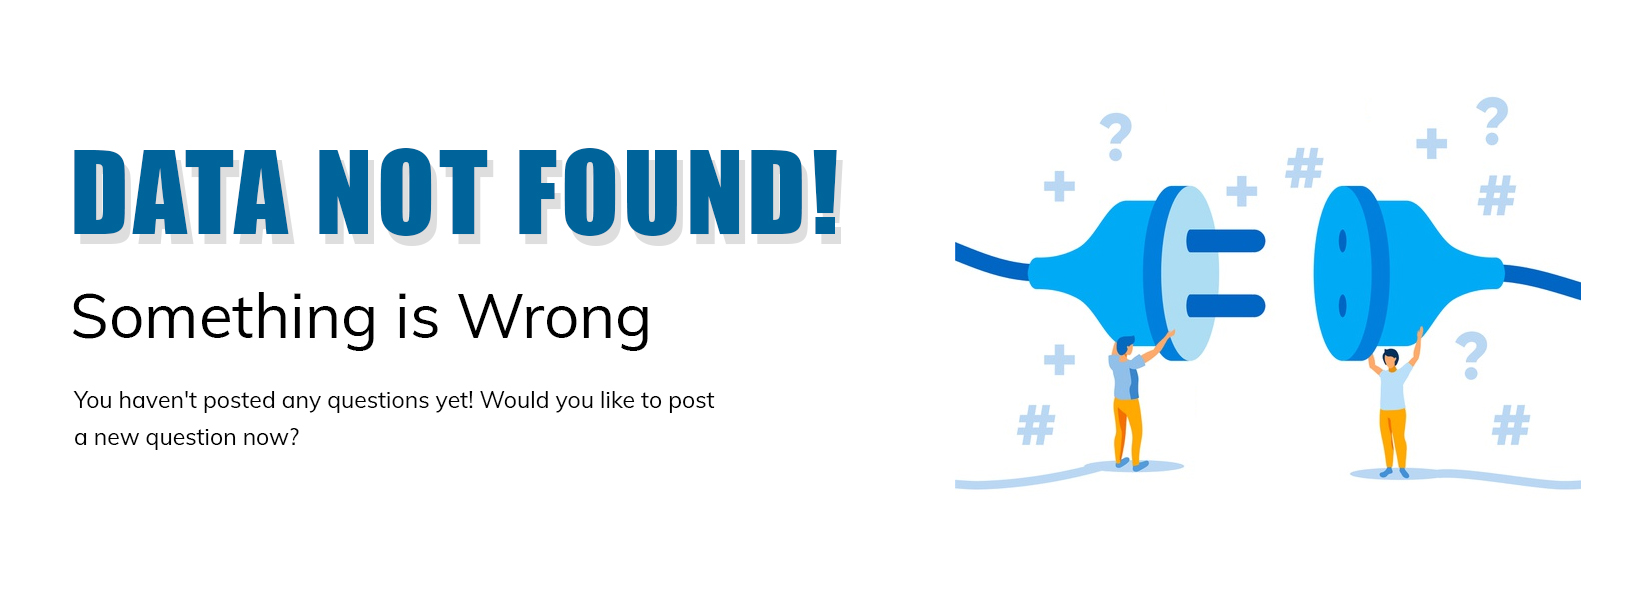 DATA NOT FOUND!
Something is Wrong
You haven't posted any questions yet! Would you like to post
a new question now?